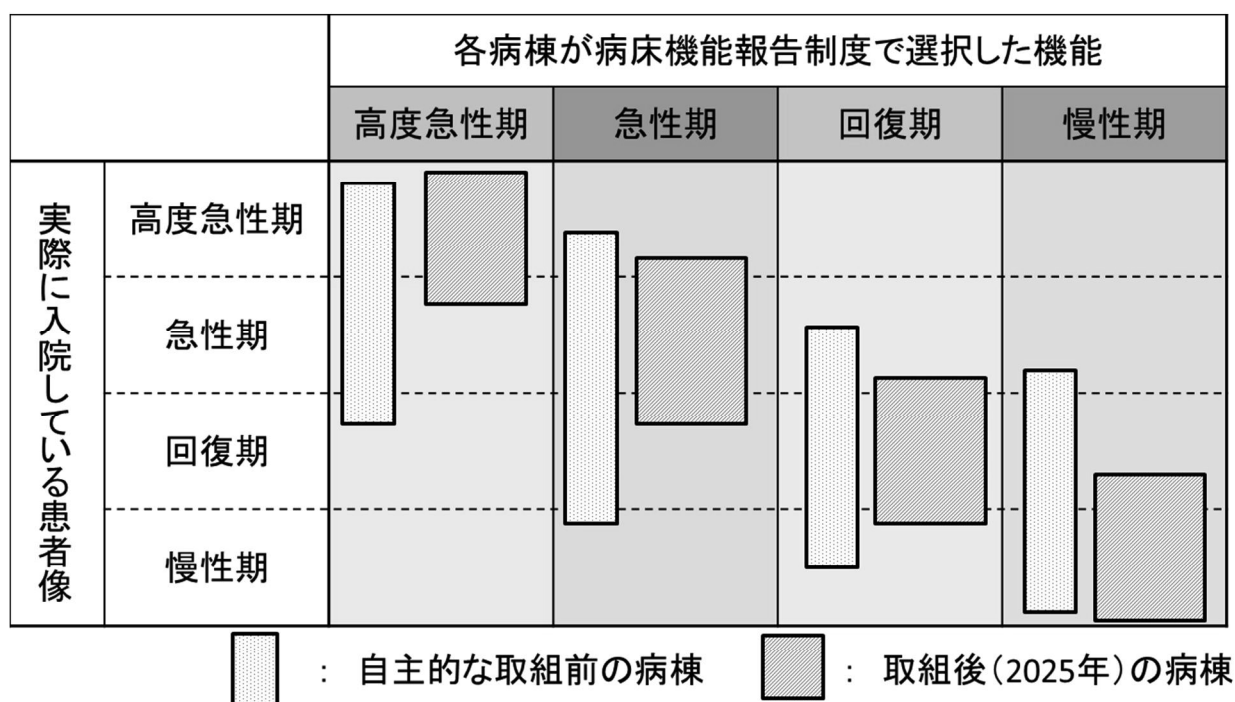 各病棟が病床機能報告制度で選択した機能
高度急性期 急性期 回復期 慢性期
実際に入院している患者像
高度急性期
急性期
回復期
慢性期
： 自主的な取組前の病棟 ： 取組後（2025年）の病棟